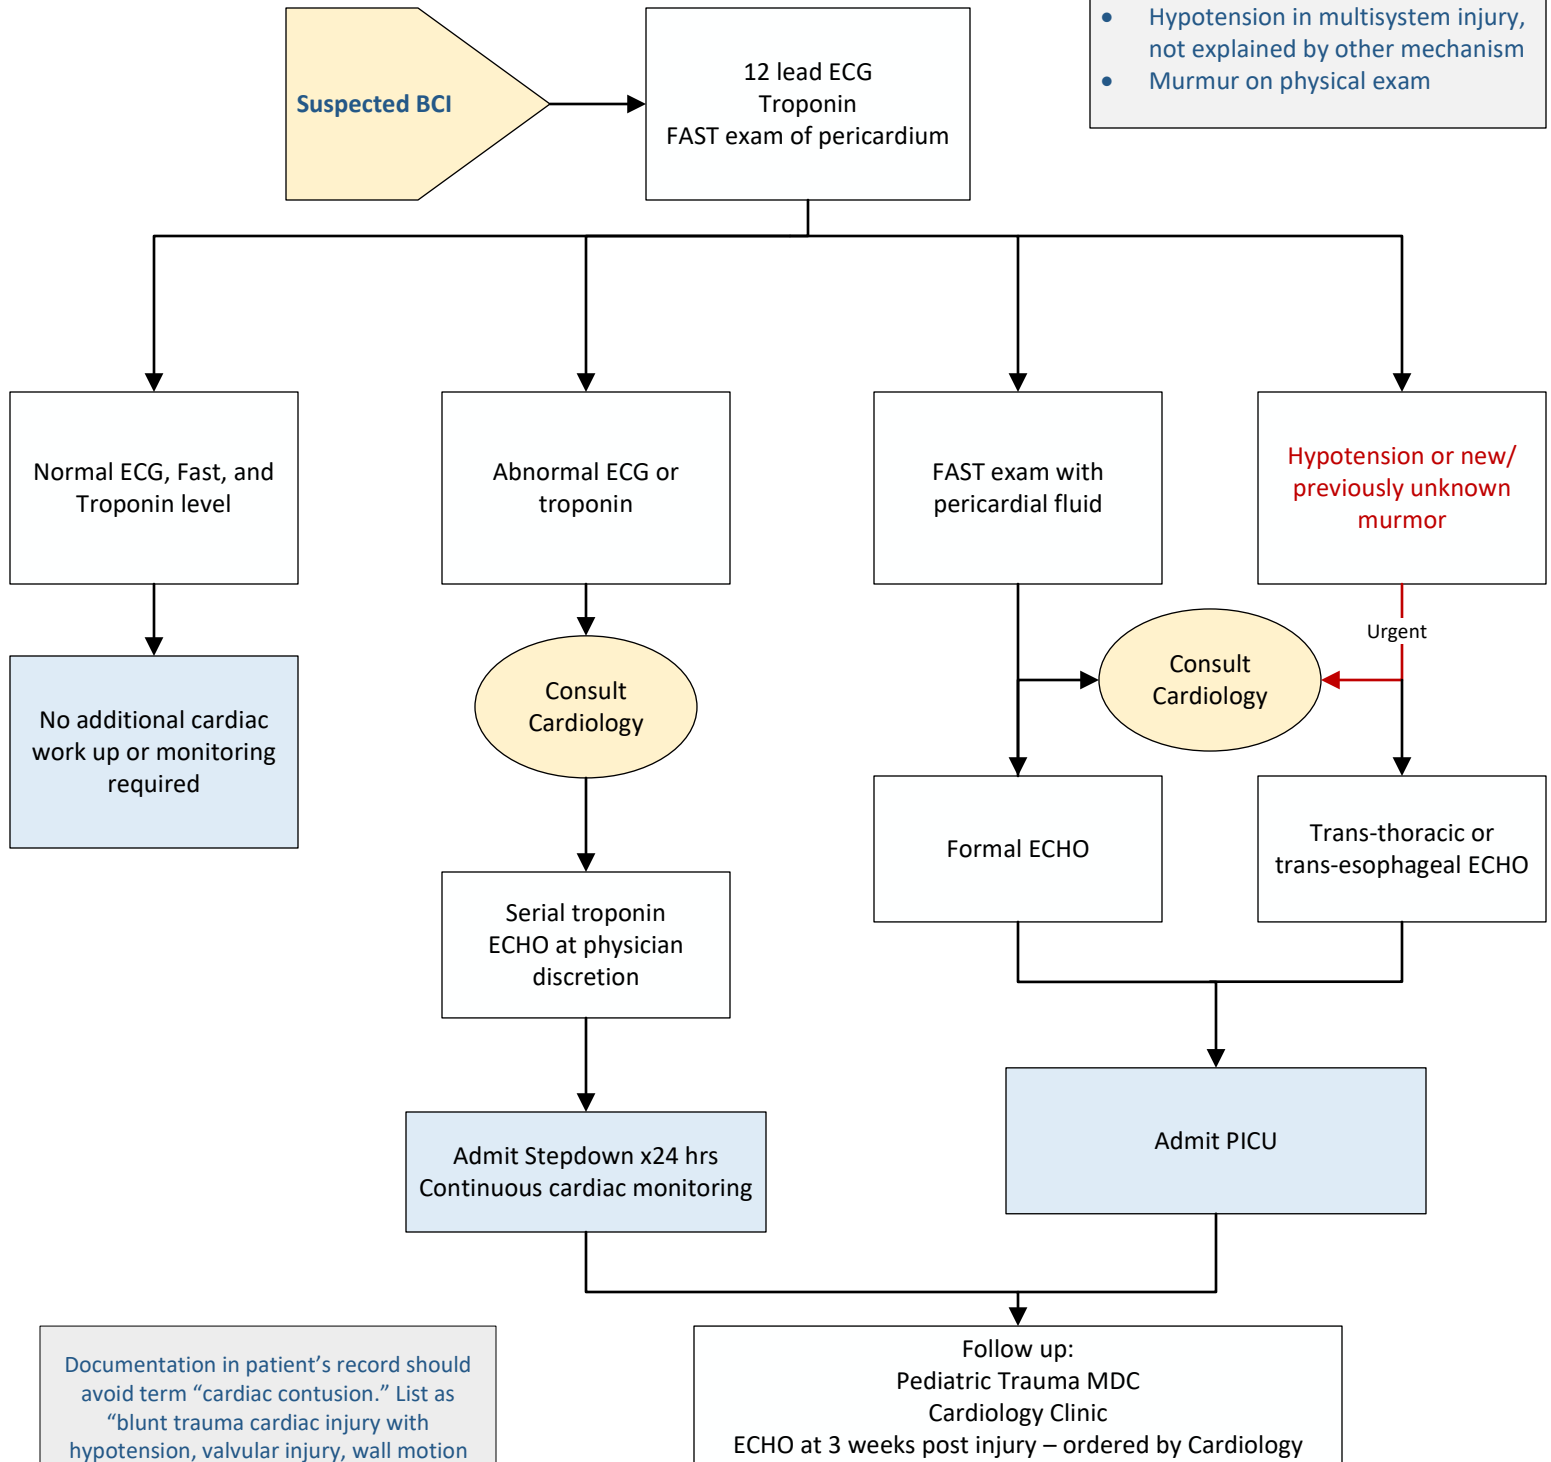 • Hypotension in multisystem injury,
not explained by other mechanism
• Murmur on physical exam
Suspected BCI
12 lead ECG
Troponin
FAST exam of pericardium
Normal ECG, Fast, and
Troponin level
Abnormal ECG or
troponin
FAST exam with
pericardial fluid
Hypotension or new/
previously unknown
murmor
Urgent
No additional cardiac
work up or monitoring
required
Consult
Cardiology
Consult
Cardiology
Formal ECHO
Trans-thoracic or
trans-esophageal ECHO
Serial troponin
ECHO at physician
discretion
Admit Stepdown x24 hrs
Continuous cardiac monitoring
Admit PICU
Documentation in patient’s record should
avoid term “cardiac contusion.” List as
“blunt trauma cardiac injury with
hypotension, valvular injury, wall motion
Follow up:
Pediatric Trauma MDC
Cardiology Clinic
ECHO at 3 weeks post injury – ordered by Cardiology